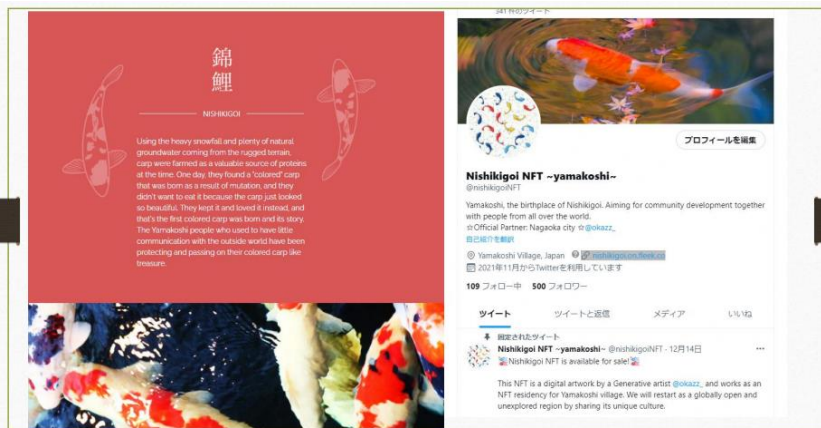 錦
鯉
NISHIKIGOI
Using the heavy snowfall and plenty of natural
groundwater coming from the rugged terrain,
carp were farmed as a valuable source of proteins
at the time. One day, they found a "colored" carp
that was born as a result of mutation, and they
didn't want to eat it because the carp just looked
so beautiful. They kept it and loved it instead, and
that's the first colored carp was born and its story.
The Yamakoshi people who used to have little
communication with the outside world have been
protecting and passing on their colored carp like
treasure.
341 件のツイート
プロフィールを編集
Nishikigoi NFT ~yamakoshi~
@nishikigoiNFT
Yamakoshi, the birthplace of Nishikigoi. Aiming for community development together
with people from all over the world.
☆Official Partner: Nagaoka city ☆@okazz_
自己紹介を翻訳
Yamakoshi Village, Japan nishikigoi.on.fleek.co
2021年11月からTwitterを利用しています
109 フォロー中 500 フォロワー
ツイート ツイートと返信 メディア いいね
固定されたツイート
Nishikigoi NFT ~yamakoshi~ @nishikigoiNFT · 12月14日 ···
🎏Nishikigoi NFT is available for sale!🎏
This NFT is a digital artwork by a Generative artist @okazz_ and works as an
NFT residency for Yamakoshi village. We will restart as a globally open and
unexplored region by sharing its unique culture.